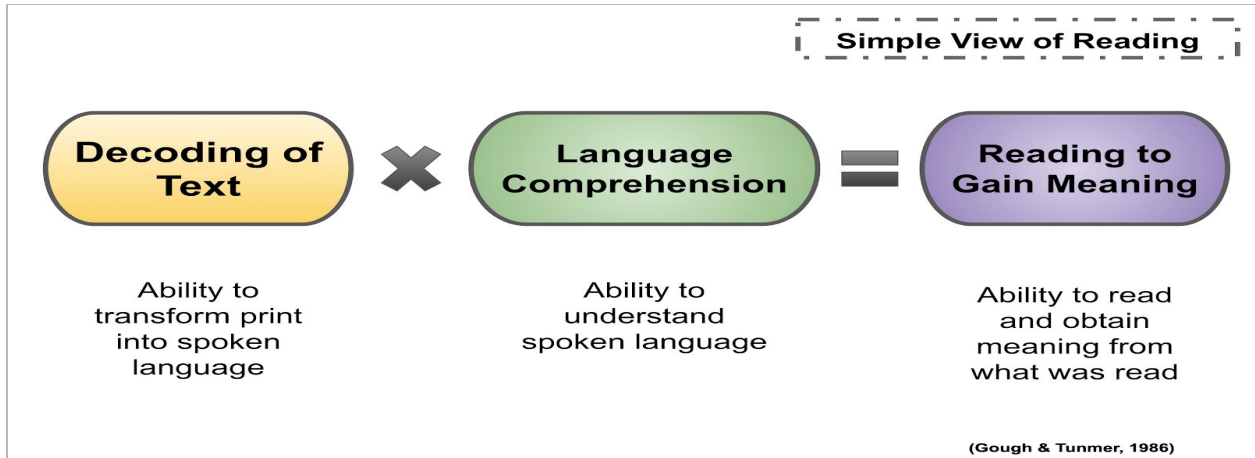 Simple View of Reading
Decoding of
Text
Language
Comprehension
Reading to
Gain Meaning
Ability to
transform print
into spoken
language
Ability to
understand
spoken language
Ability to read
and obtain
meaning from
what was read
(Gough & Tunmer, 1986)